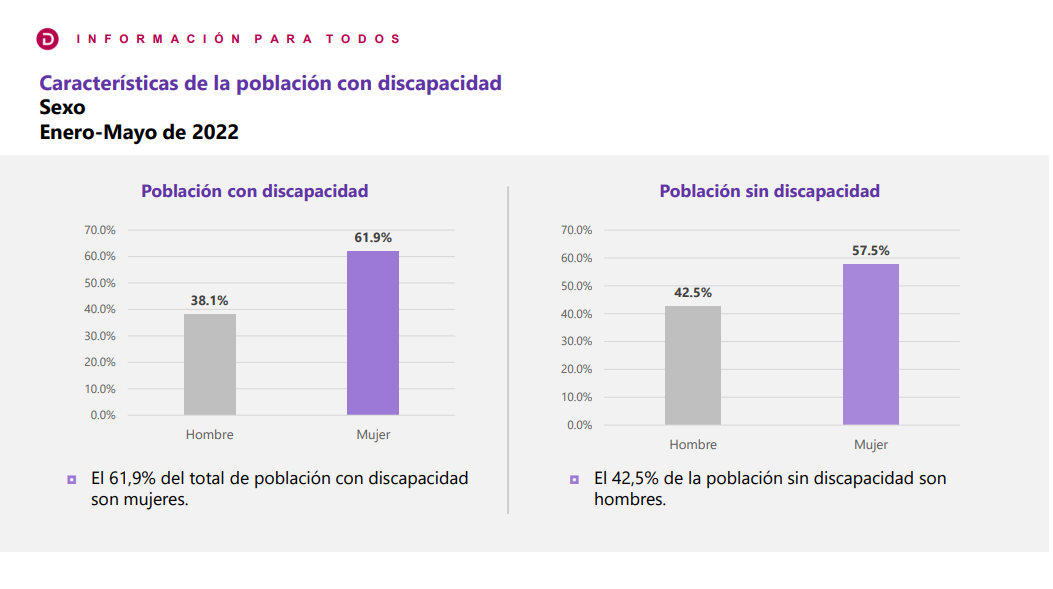 D INFORMACIÓN PARA TODOS
Características de la población con discapacidad
Sexo
Enero-Mayo de 2022
Población con discapacidad
70.0%
60.0%
50.0%
40.0%
30.0%
20.0%
10.0%
0.0%
38.1%
61.9%
Hombre
Mujer
El 61,9% del total de población con discapacidad
son mujeres.
Población sin discapacidad
70.0%
60.0%
50.0%
40.0%
30.0%
20.0%
10.0%
0.0%
42.5%
57.5%
Hombre
Mujer
El 42,5% de la población sin discapacidad son
hombres.